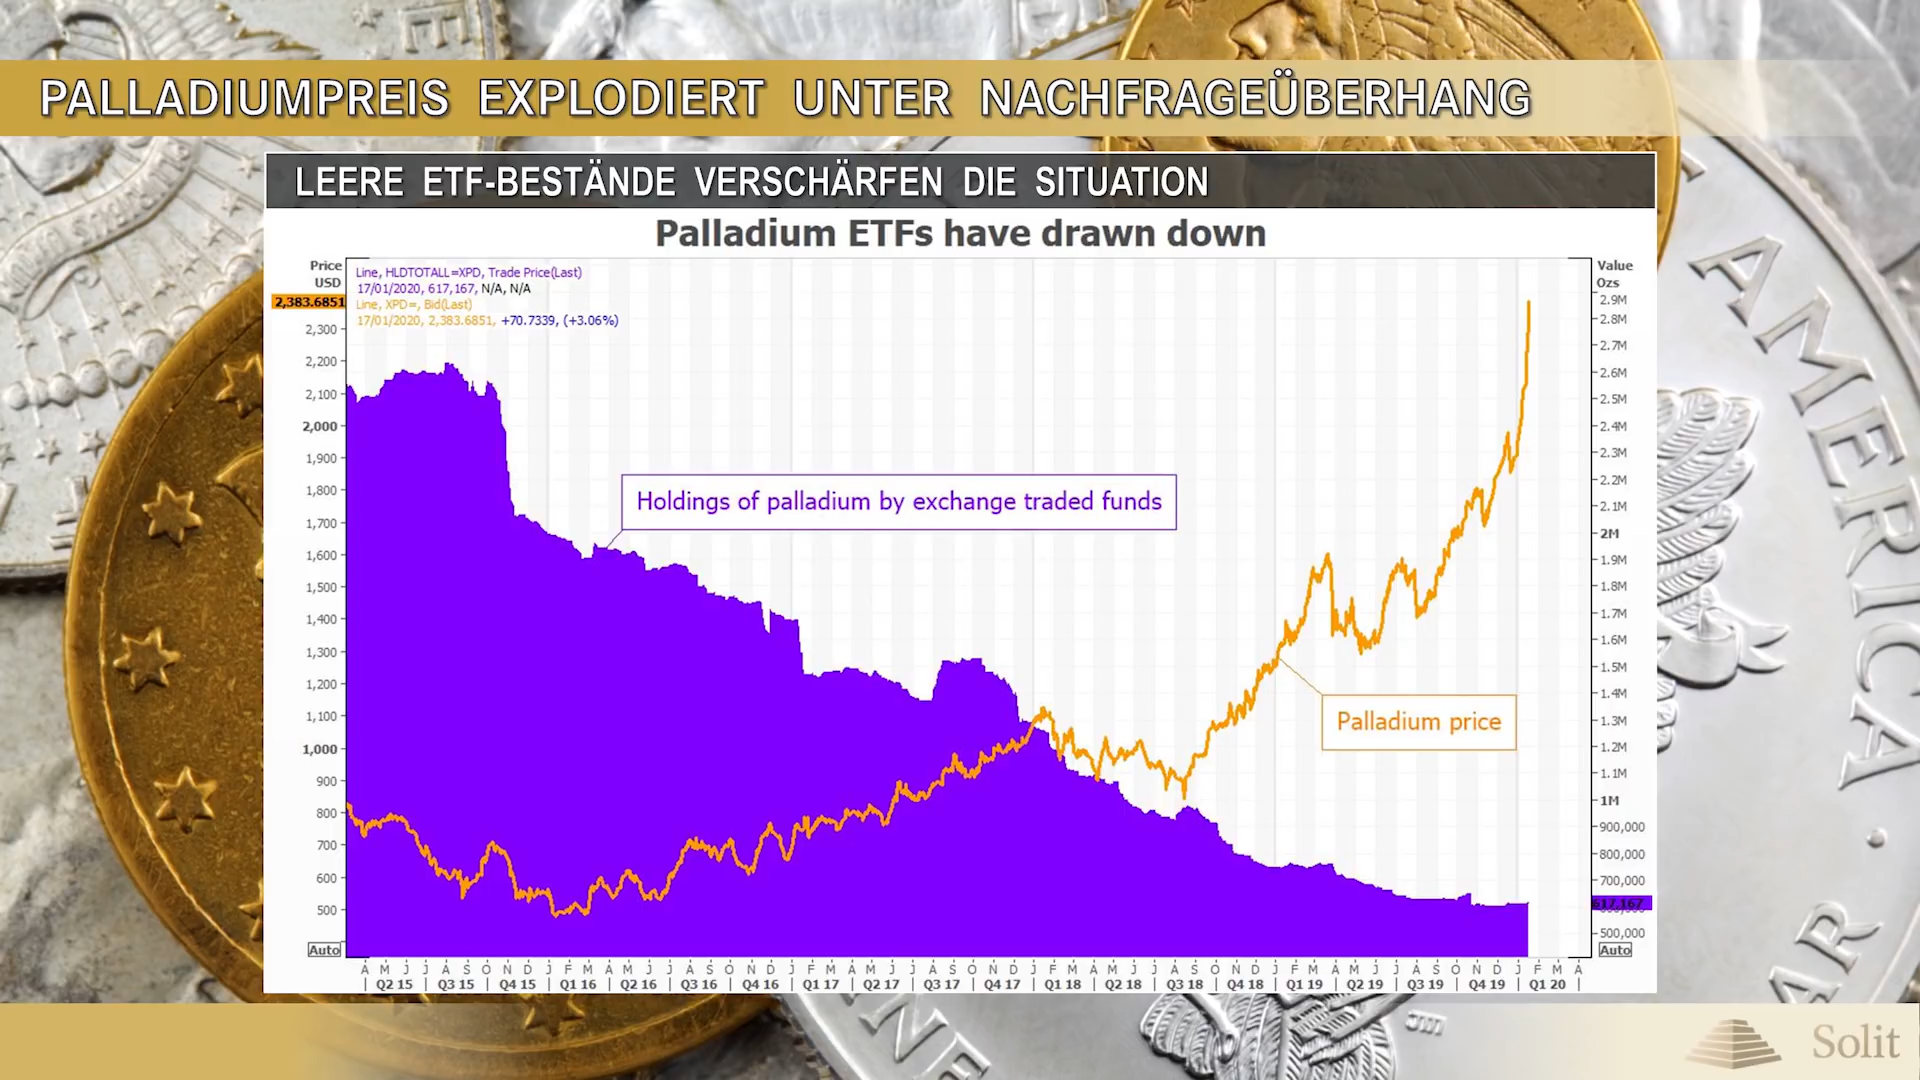 PALLADIUMPREIS EXPLODIERT UNTER NACHFRAGEÜBERHANG
LEERE ETF-BESTÄNDE VERSCHÄRFEN DIE SITUATION
Palladium ETFs have drawn down
Price
USD
2,383.6851
2,300
2,200
2,100
2,000
1,900
1,800
1,700
1,600
1,500
1,400
1,300
1,200
1,100
1,000
900
800
700
600
500
Auto
Line, HLDTOTALL=XPD, Trade Price(Last)
17/01/2020, 617,167, N/A, N/A
Line, XPD=, Bid(Last)
17/01/2020, 2,383.6851, +70.7339, (+3.06%)
Holdings of palladium by exchange traded funds
Palladium price
Value
Ozs
2.9M
2.8M
2.7M
2.6M
2.5M
2.4M
2.3M
2.2M
2.1M
2M
1.9M
1.8M
1.7M
1.6M
1.5M
1.4M
1.3M
1.2M
1.1M
1M
900,000
800,000
700,000
617,167
500,000
Auto
A M J J A S O N D J F M A M J J A S O N D J F M A M J J A S O N D J F M A M J J A S O N D J F M A M J J A S O N D J F M A
Q2 15 Q3 15 Q4 15 Q1 16 Q2 16 Q3 16 Q4 16 Q1 17 Q2 17 Q3 17 Q4 17 Q1 18 Q2 18 Q3 18 Q4 18 Q1 19 Q2 19 Q3 19 Q4 19 Q1 20
AMERICA
Solit